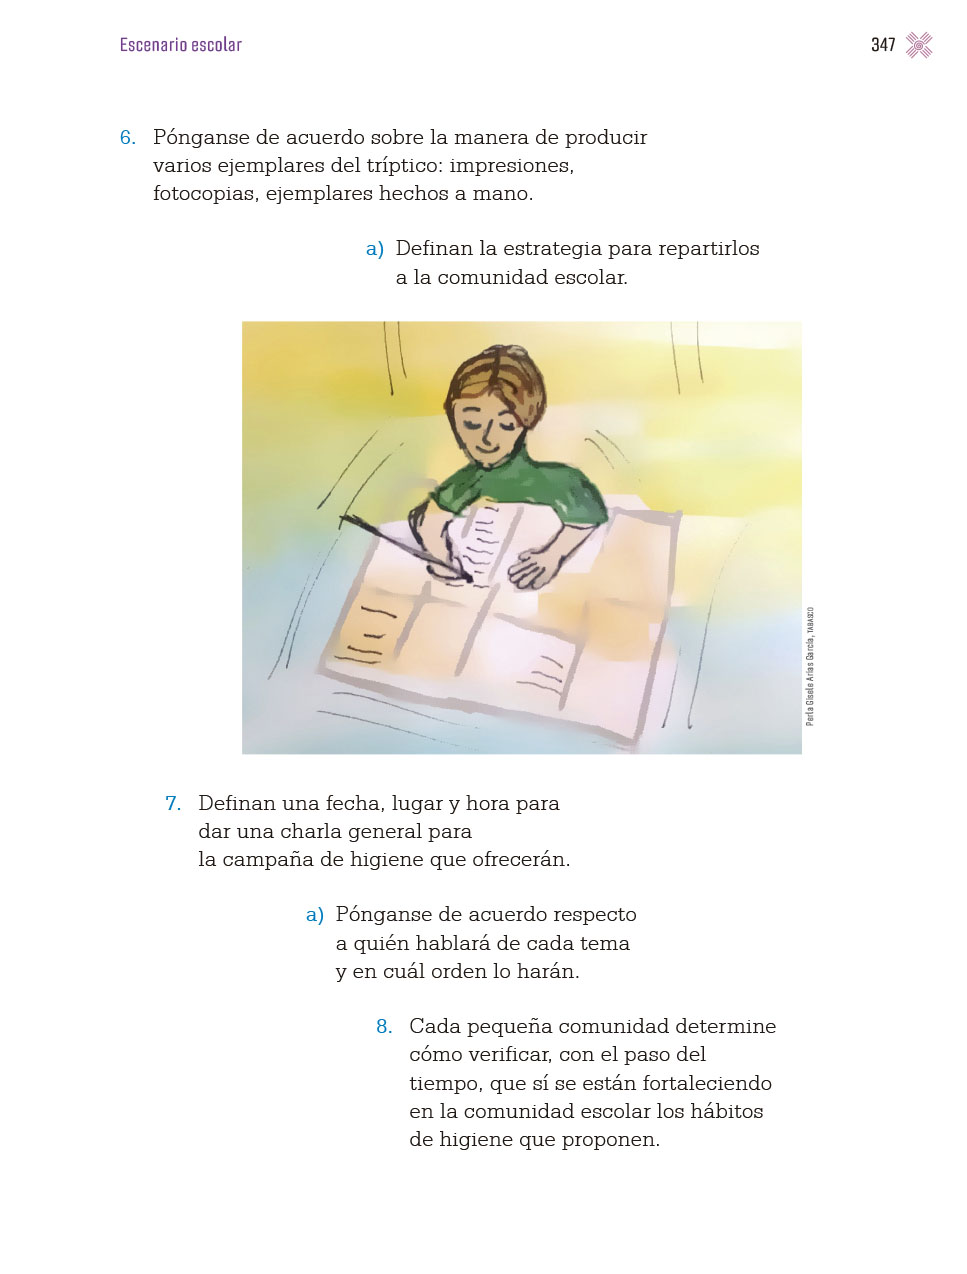 Escenario escolar
347
6. Pónganse de acuerdo sobre la manera de producir
varios ejemplares del tríptico: impresiones,
fotocopias, ejemplares hechos a mano.
a) Definan la estrategia para repartirlos
a la comunidad escolar.
Perla Gisele Arias García, TABASCO
7. Definan una fecha, lugar y hora para
dar una charla general para
la campaña de higiene que ofrecerán.
a) Pónganse de acuerdo respecto
a quién hablará de cada tema
y en cuál orden lo harán.
8. Cada pequeña comunidad determine
cómo verificar, con el paso del
tiempo, que sí se están fortaleciendo
en la comunidad escolar los hábitos
de higiene que proponen.